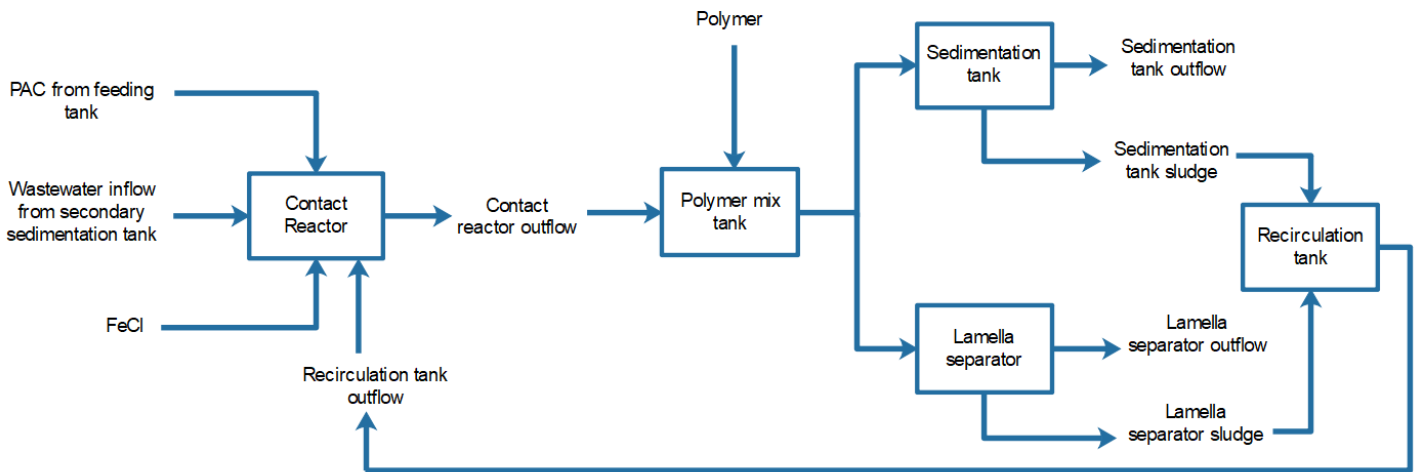 Polymer
PAC from feeding
tank
Wastewater inflow
from secondary
sedimentation tank
FeCl
Contact
Reactor
Recirculation tank
outflow
Contact
reactor outflow
Polymer mix
tank
Sedimentation
tank
Sedimentation
tank outflow
Sedimentation
tank sludge
Recirculation
tank
Lamella
separator
Lamella
separator outflow
Lamella
separator sludge